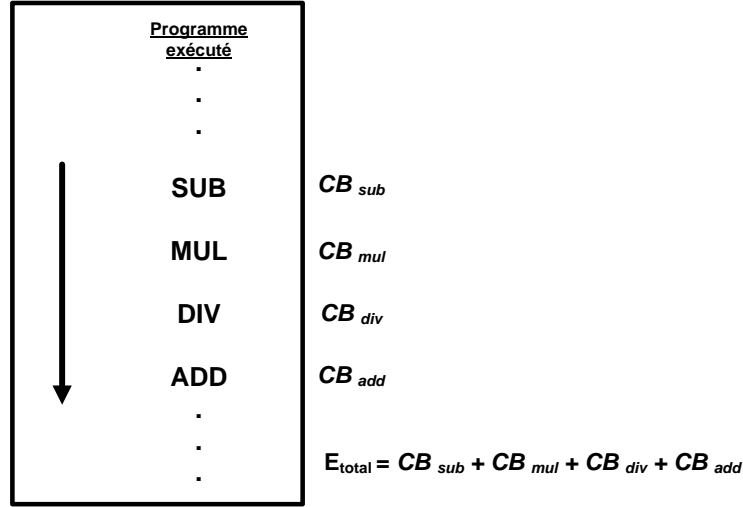 Programme
exécuté
.
.
.
SUB CB sub
MUL CB mul
DIV CB div
ADD CB add
.
.
.
Etotal = CB sub + CB mul + CB div + CB add